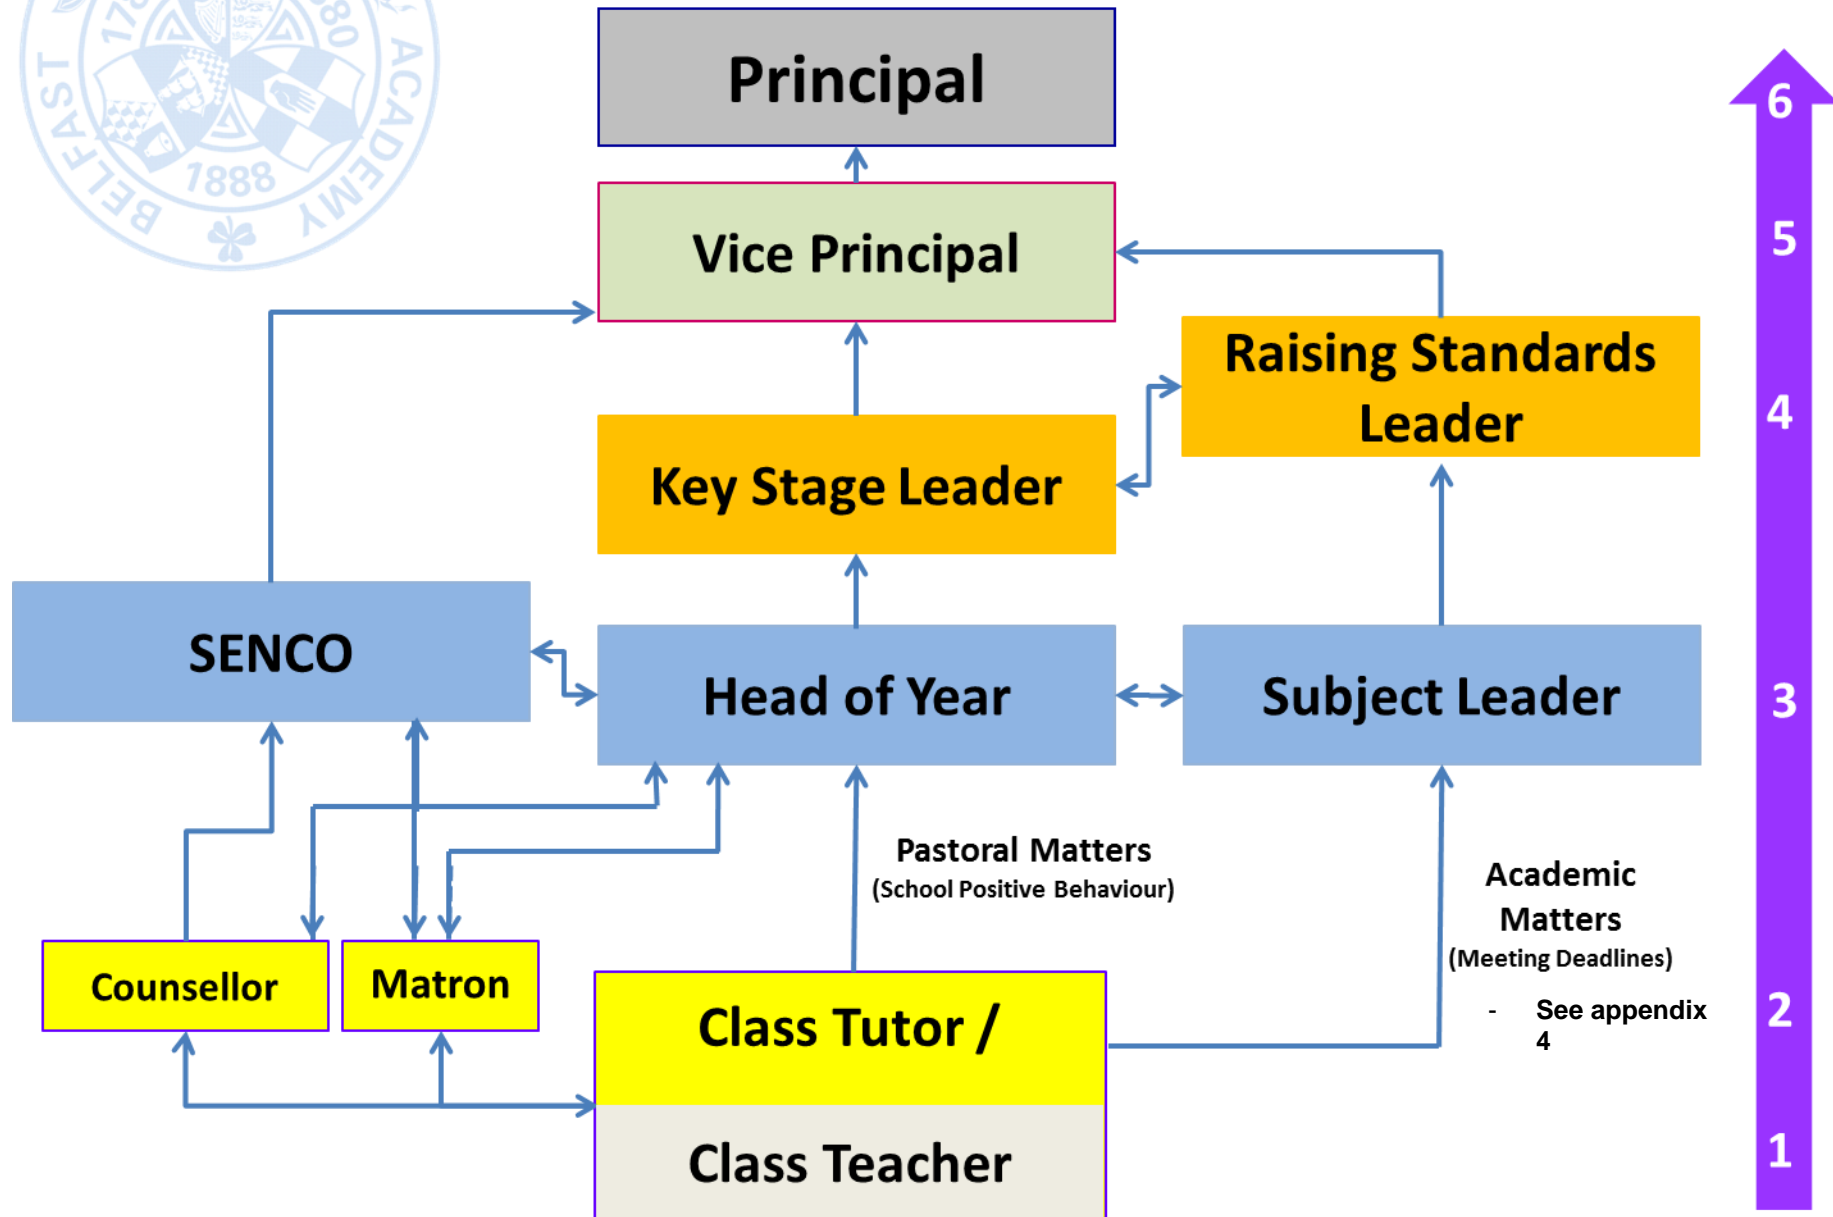 Principal
6
1888
BELFAST
ACADEMY
Vice Principal
5
Raising Standards
Leader
4
Key Stage Leader
SENCO
Head of Year
Subject Leader
3
Pastoral Matters
(School Positive Behaviour)
Academic
Matters
(Meeting Deadlines)
- See appendix
4
Counsellor
Matron
Class Tutor /
2
Class Teacher
1